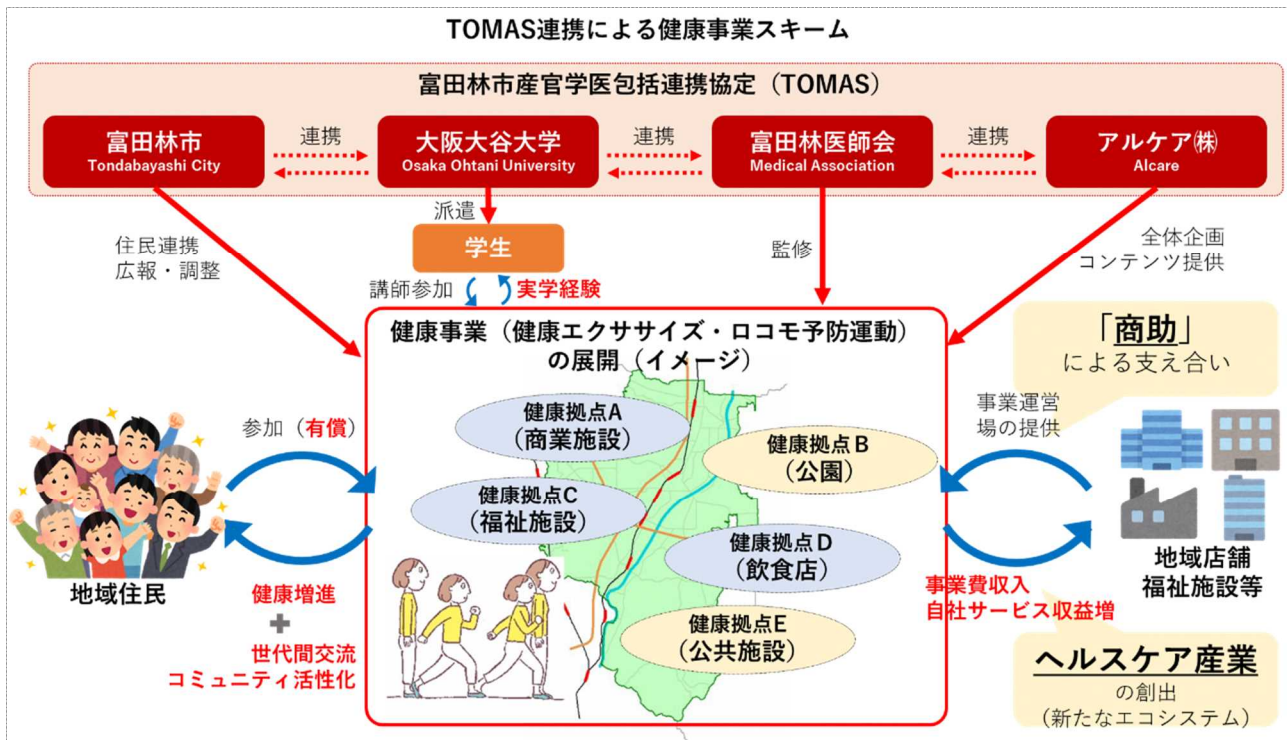 TOMAS連携による健康事業スキーム
富田林市産官学医包括連携協定（TOMAS）
富田林市
Tondabayashi City
連携
大阪大谷大学
Osaka Ohtani University
連携
富田林医師会
Medical Association
連携
アルケア㈱
Alcare
住民連携
広報・調整
派遣
学生
講師参加
実学経験
監修
全体企画
コンテンツ提供
健康事業（健康エクササイズ・ロコモ予防運動）
の展開（イメージ）
健康拠点A
（商業施設）
健康拠点B
（公園）
健康拠点C
（福祉施設）
健康拠点D
（飲食店）
健康拠点E
（公共施設）
参加（有償）
地域住民
健康増進
＋
世代間交流
コミュニティ活性化
「商助」
による支え合い
事業運営
場の提供
地域店舗
福祉施設等
事業費収入
自社サービス収益増
ヘルスケア産業
の創出
（新たなエコシステム）